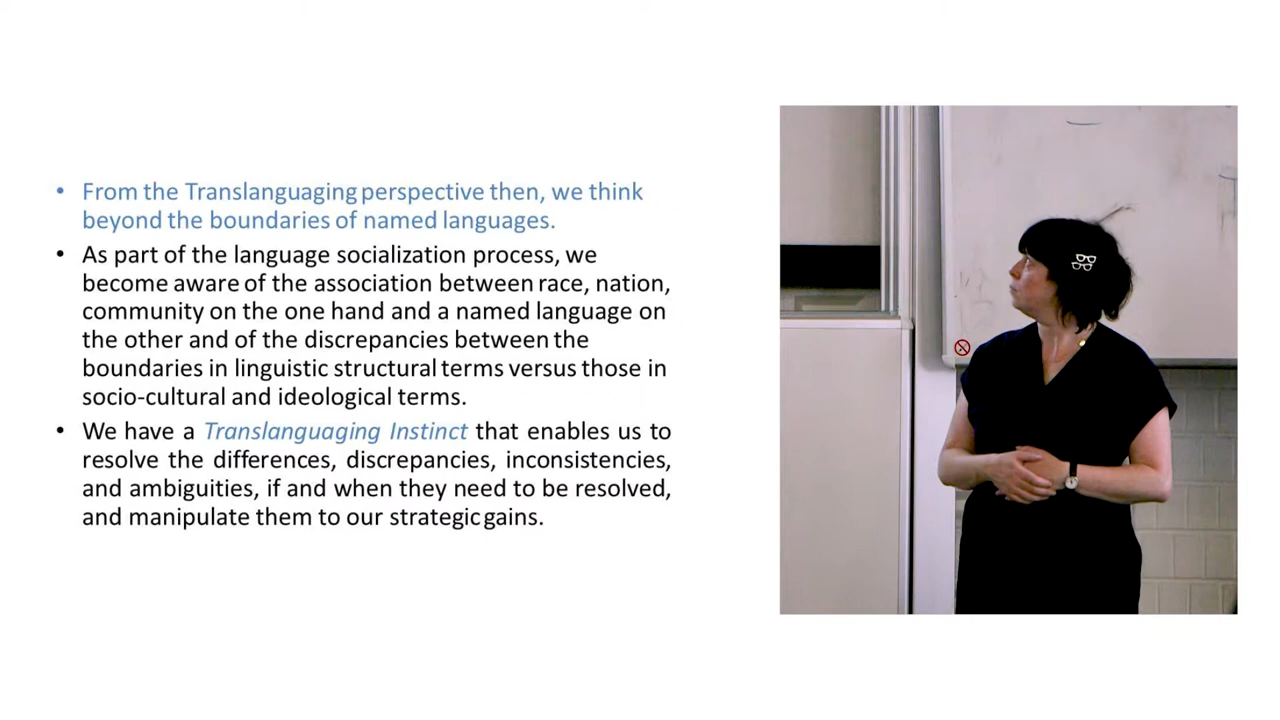 • From the Translanguaging perspective then, we think
beyond the boundaries of named languages.
• As part of the language socialization process, we
become aware of the association between race, nation,
community on the one hand and a named language on
the other and of the discrepancies between the
boundaries in linguistic structural terms versus those in
socio-cultural and ideological terms.
• We have a Translanguaging Instinct that enables us to
resolve the differences, discrepancies, inconsistencies,
and ambiguities, if and when they need to be resolved,
and manipulate them to our strategic gains.